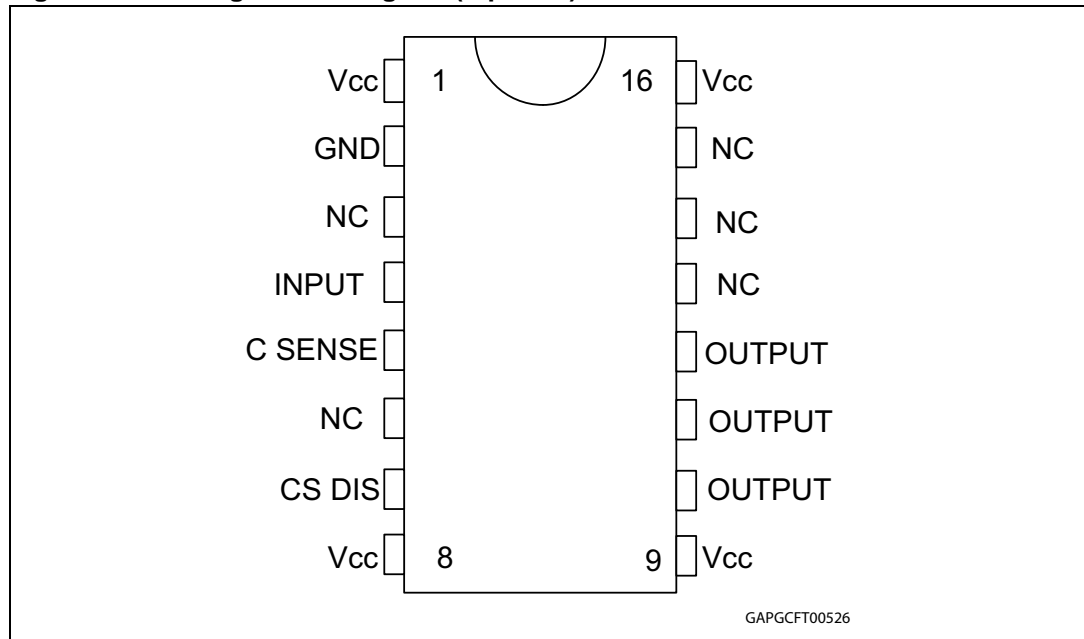 Vcc 1 16 Vcc
GND NC
NC NC
INPUT NC
C SENSE OUTPUT
NC OUTPUT
CS DIS OUTPUT
Vcc 8 9 Vcc
GAPGCFT00526